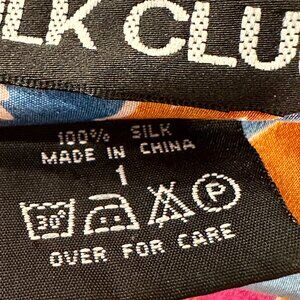 LK CLU
100% SILK
MADE IN CHINA
1
30° P
OVER FOR CARE